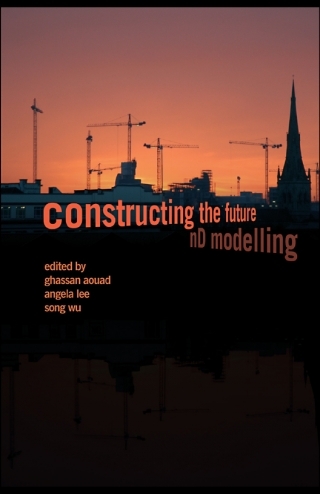 constructing the future
nD modelling
edited by
ghassan aouad
angela lee
song wu